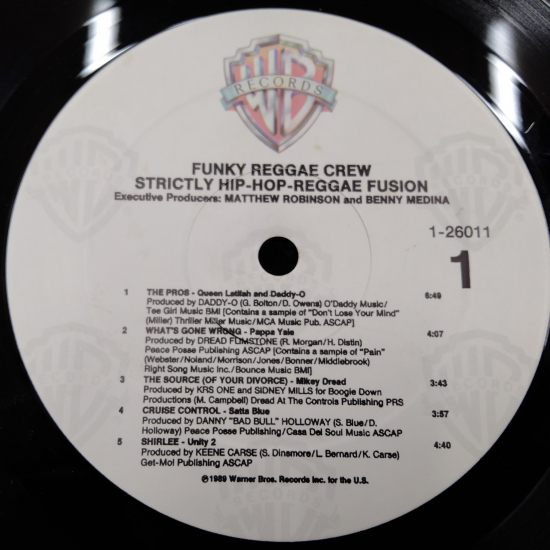 WB
RECORDS
FUNKY REGGAE CREW
STRICTLY HIP-HOP-REGGAE FUSION
Executive Producers: MATTHEW ROBINSON and BENNY MEDINA
1-26011
1
1 THE PROS - Queen Latifah and Daddy-O 6:49
Produced by DADDY-O (G. Bolton/D. Owens) O'Daddy Music/
Tee Girl Music BMI [Contains a sample of "Don't Lose Your Mind"
(Miller) Thriller Miller Music/MCA Music Pub. ASCAP]
2 WHAT'S GONE WRONG - Pappa Yale 4:07
Produced by DREAD FLIMSTONE (R. Morgan/H. Distin)
Peace Posse Publishing ASCAP [Contains a sample of "Pain"
(Webster/Noland/Morrison/Jones/Bonner/Middlebrook)
Right Song Music Inc./Bounce Music BMI]
3 THE SOURCE (OF YOUR DIVORCE) - Mikey Dread 3:43
Produced by KRS ONE and SIDNEY MILLS for Boogie Down
Productions (M. Campbell) Dread At The Controls Publishing PRS
4 CRUISE CONTROL - Satta Blue 3:57
Produced by DANNY "BAD BULL" HOLLOWAY (S. Blue/D.
Holloway) Peace Posse Publishing/Casa Del Soul Music ASCAP
5 SHIRLEE - Unity 2 4:40
Produced by KEENE CARSE (S. Dinsmore/L. Bernard/K. Carse)
Get-Moi Publishing ASCAP
℗1989 Warner Bros. Records Inc. for the U.S.